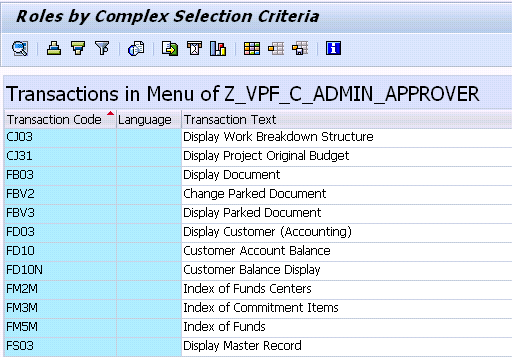 Roles by Complex Selection Criteria
Transactions in Menu of Z_VPF_C_ADMIN_APPROVER
Transaction Code Language Transaction Text
CJ03 Display Work Breakdown Structure
CJ31 Display Project Original Budget
FB03 Display Document
FBV2 Change Parked Document
FBV3 Display Parked Document
FD03 Display Customer (Accounting)
FD10 Customer Account Balance
FD10N Customer Balance Display
FM2M Index of Funds Centers
FM3M Index of Commitment Items
FM5M Index of Funds
FS03 Display Master Record